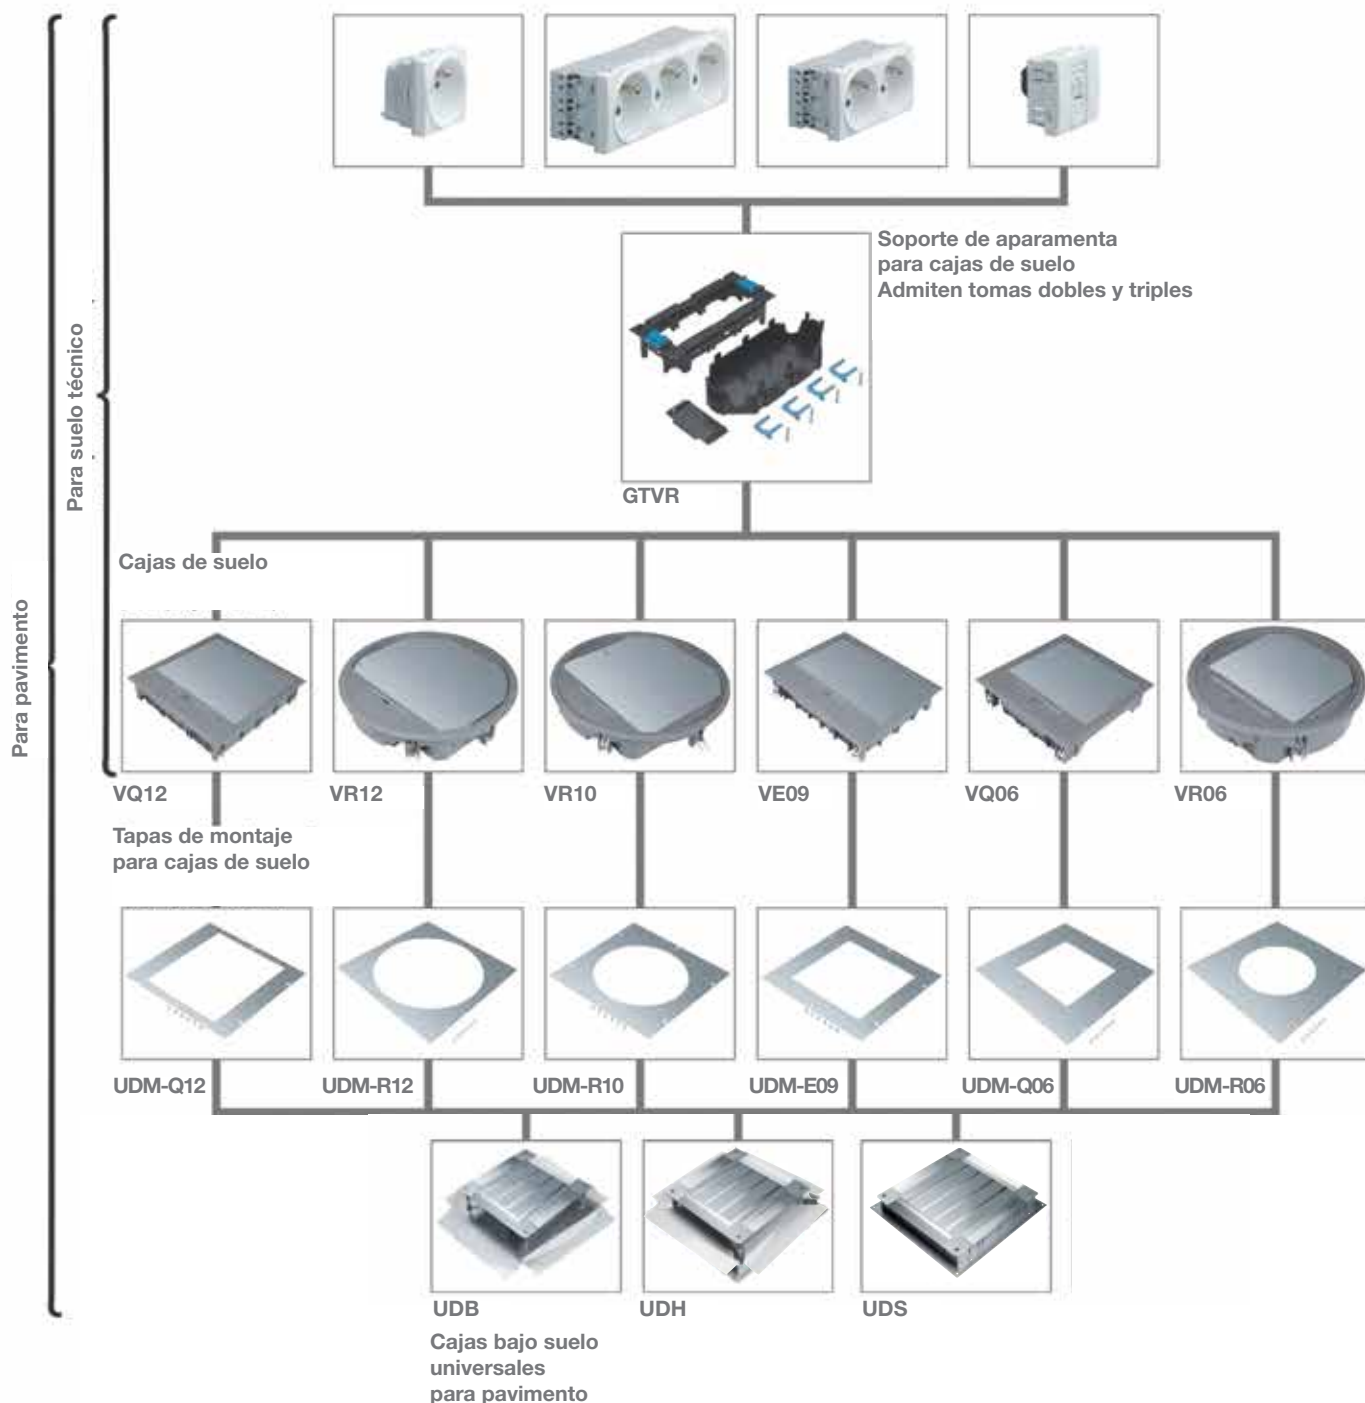 Soporte de aparamenta
para cajas de suelo
Admiten tomas dobles y triples
Para suelo técnico
GTVR
Cajas de suelo
Para pavimento
VQ12
VR12
VR10
VE09
VQ06
VR06
Tapas de montaje
para cajas de suelo
UDM-Q12
UDM-R12
UDM-R10
UDM-E09
UDM-Q06
UDM-R06
UDB
UDH
UDS
Cajas bajo suelo
universales
para pavimento